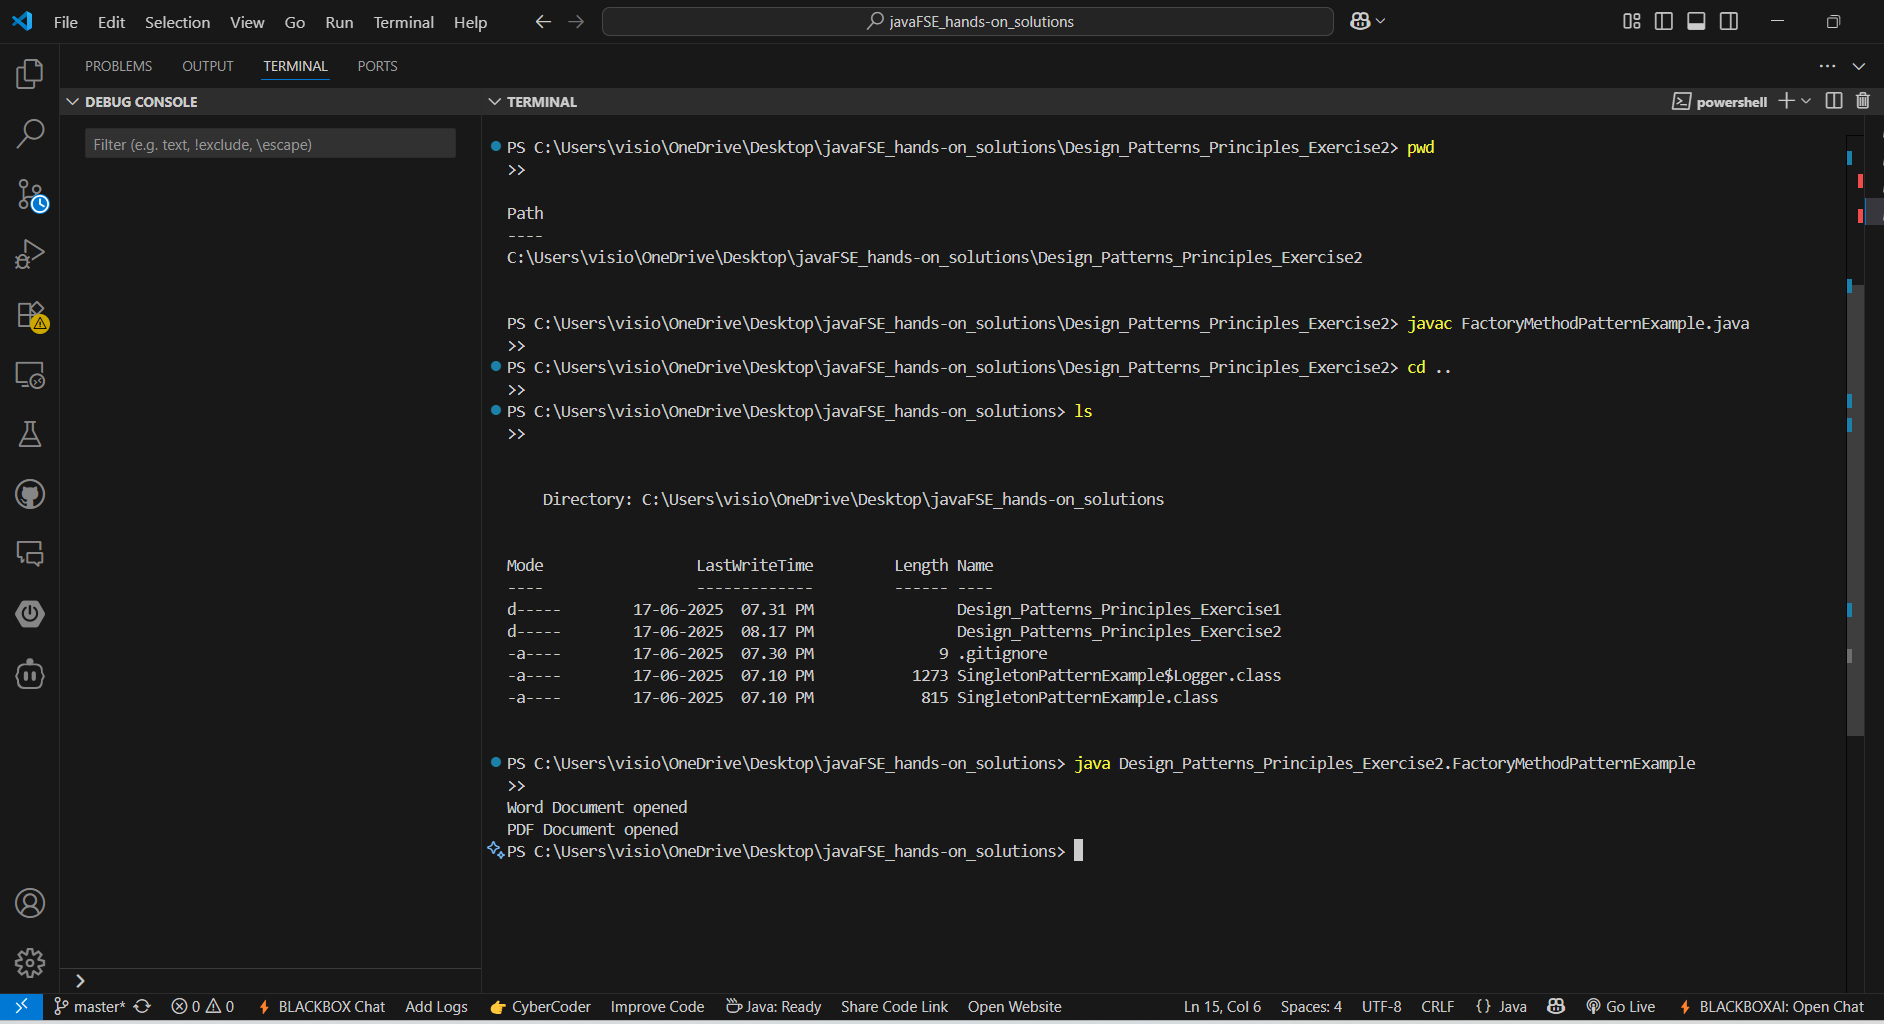 File Edit Selection View Go Run Terminal Help
javaFSE_hands-on_solutions
PROBLEMS OUTPUT TERMINAL PORTS
DEBUG CONSOLE
Filter (e.g. text, !exclude, \escape)
TERMINAL
powershell
PS C:\Users\visio\OneDrive\Desktop\javaFSE_hands-on_solutions\Design_Patterns_Principles_Exercise2> pwd
>>
Path
----
C:\Users\visio\OneDrive\Desktop\javaFSE_hands-on_solutions\Design_Patterns_Principles_Exercise2
PS C:\Users\visio\OneDrive\Desktop\javaFSE_hands-on_solutions\Design_Patterns_Principles_Exercise2> javac FactoryMethodPatternExample.java
>>
PS C:\Users\visio\OneDrive\Desktop\javaFSE_hands-on_solutions\Design_Patterns_Principles_Exercise2> cd ..
>>
PS C:\Users\visio\OneDrive\Desktop\javaFSE_hands-on_solutions> ls
>>
Directory: C:\Users\visio\OneDrive\Desktop\javaFSE_hands-on_solutions
Mode LastWriteTime Length Name
---- ------------- ------ ----
d----- 17-06-2025 07.31 PM Design_Patterns_Principles_Exercise1
d----- 17-06-2025 08.17 PM Design_Patterns_Principles_Exercise2
-a---- 17-06-2025 07.30 PM 9 .gitignore
-a---- 17-06-2025 07.10 PM 1273 SingletonPatternExample$Logger.class
-a---- 17-06-2025 07.10 PM 815 SingletonPatternExample.class
PS C:\Users\visio\OneDrive\Desktop\javaFSE_hands-on_solutions> java Design_Patterns_Principles_Exercise2.FactoryMethodPatternExample
>>
Word Document opened
PDF Document opened
PS C:\Users\visio\OneDrive\Desktop\javaFSE_hands-on_solutions>
master* 0 0 BLACKBOX Chat Add Logs CyberCoder Improve Code Java: Ready Share Code Link Open Website Ln 15, Col 6 Spaces: 4 UTF-8 CRLF {} Java Go Live BLACKBOXAI: Open Chat